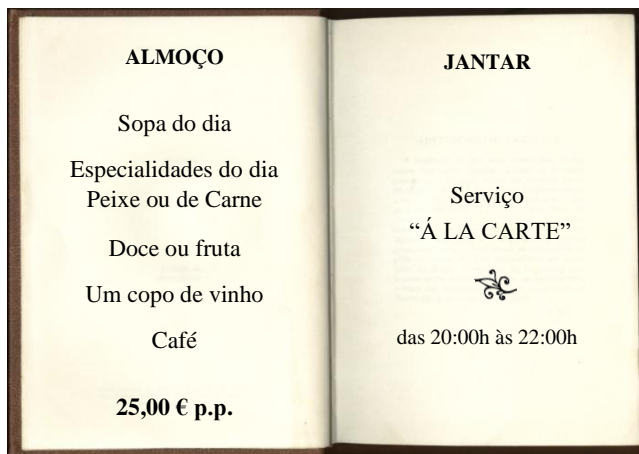 ALMOÇO
Sopa do dia
Especialidades do dia
Peixe ou de Carne
Doce ou fruta
Um copo de vinho
Café
25,00 € p.p.
JANTAR
Serviço
“Á LA CARTE”
das 20:00h às 22:00h